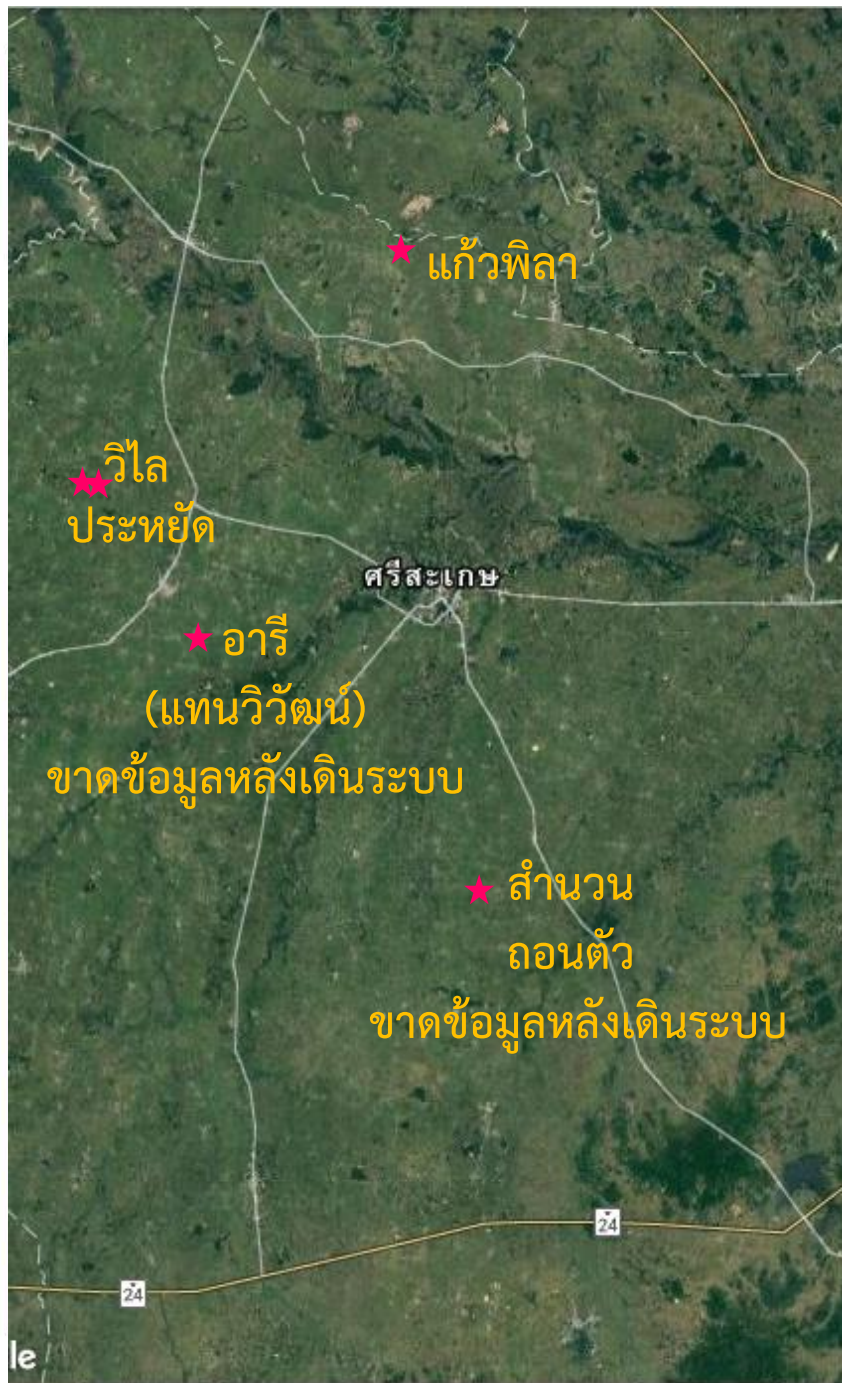 แก้วพิลา
วิไล
ประหยัด
ศรีสะเกษ
อารี
(แทนวิวัฒน์)
ขาดข้อมูลหลังเดินระบบ
สำนวน
ถอนตัว
ขาดข้อมูลหลังเดินระบบ
24
24
le